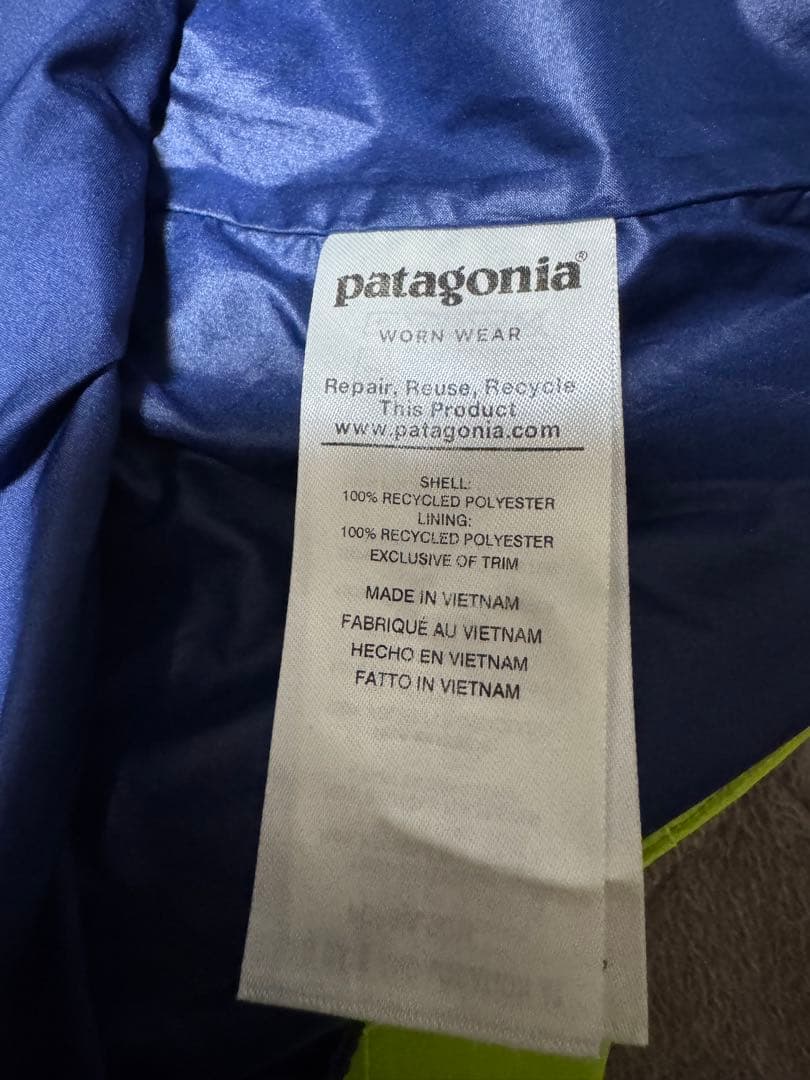 patagonia®
WORN WEAR
Repair, Reuse, Recycle
This Product
www.patagonia.com
SHELL:
100% RECYCLED POLYESTER
LINING:
100% RECYCLED POLYESTER
EXCLUSIVE OF TRIM
MADE IN VIETNAM
FABRIQUÉ AU VIETNAM
HECHO EN VIETNAM
FATTO IN VIETNAM